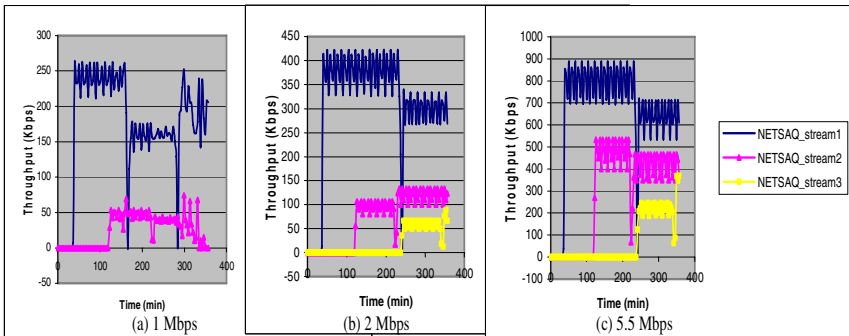 300
250
200
150
100
50
0
-50
0 100 200 300 400
Throughput (Kbps)
Time (min)
(a) 1 Mbps
450
400
350
300
250
200
150
100
50
0
-50
0 100 200 300 400
Throughput (Kbps)
Time (min)
(b) 2 Mbps
1000
900
800
700
600
500
400
300
200
100
0
-100
0 100 200 300 400
Throughput (Kbps)
Time (min)
(c) 5.5 Mbps
NETSAQ_stream1
NETSAQ_stream2
NETSAQ_stream3